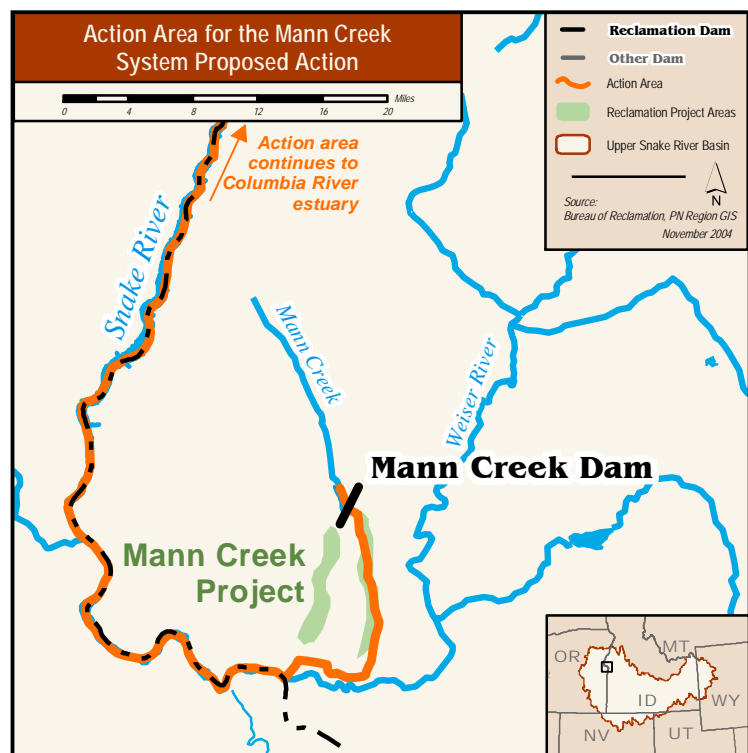 Action Area for the Mann Creek
System Proposed Action
Miles
0 4 8 12 16 20
Reclamation Dam
Other Dam
Action Area
Reclamation Project Areas
Upper Snake River Basin
N
Source:
Bureau of Reclamation, PN Region GIS
November 2004
Action area
continues to
Columbia River
estuary
Snake River
Mann Creek
Weiser River
Mann Creek Dam
Mann Creek
Project
OR
MT
ID
WY
NV
UT